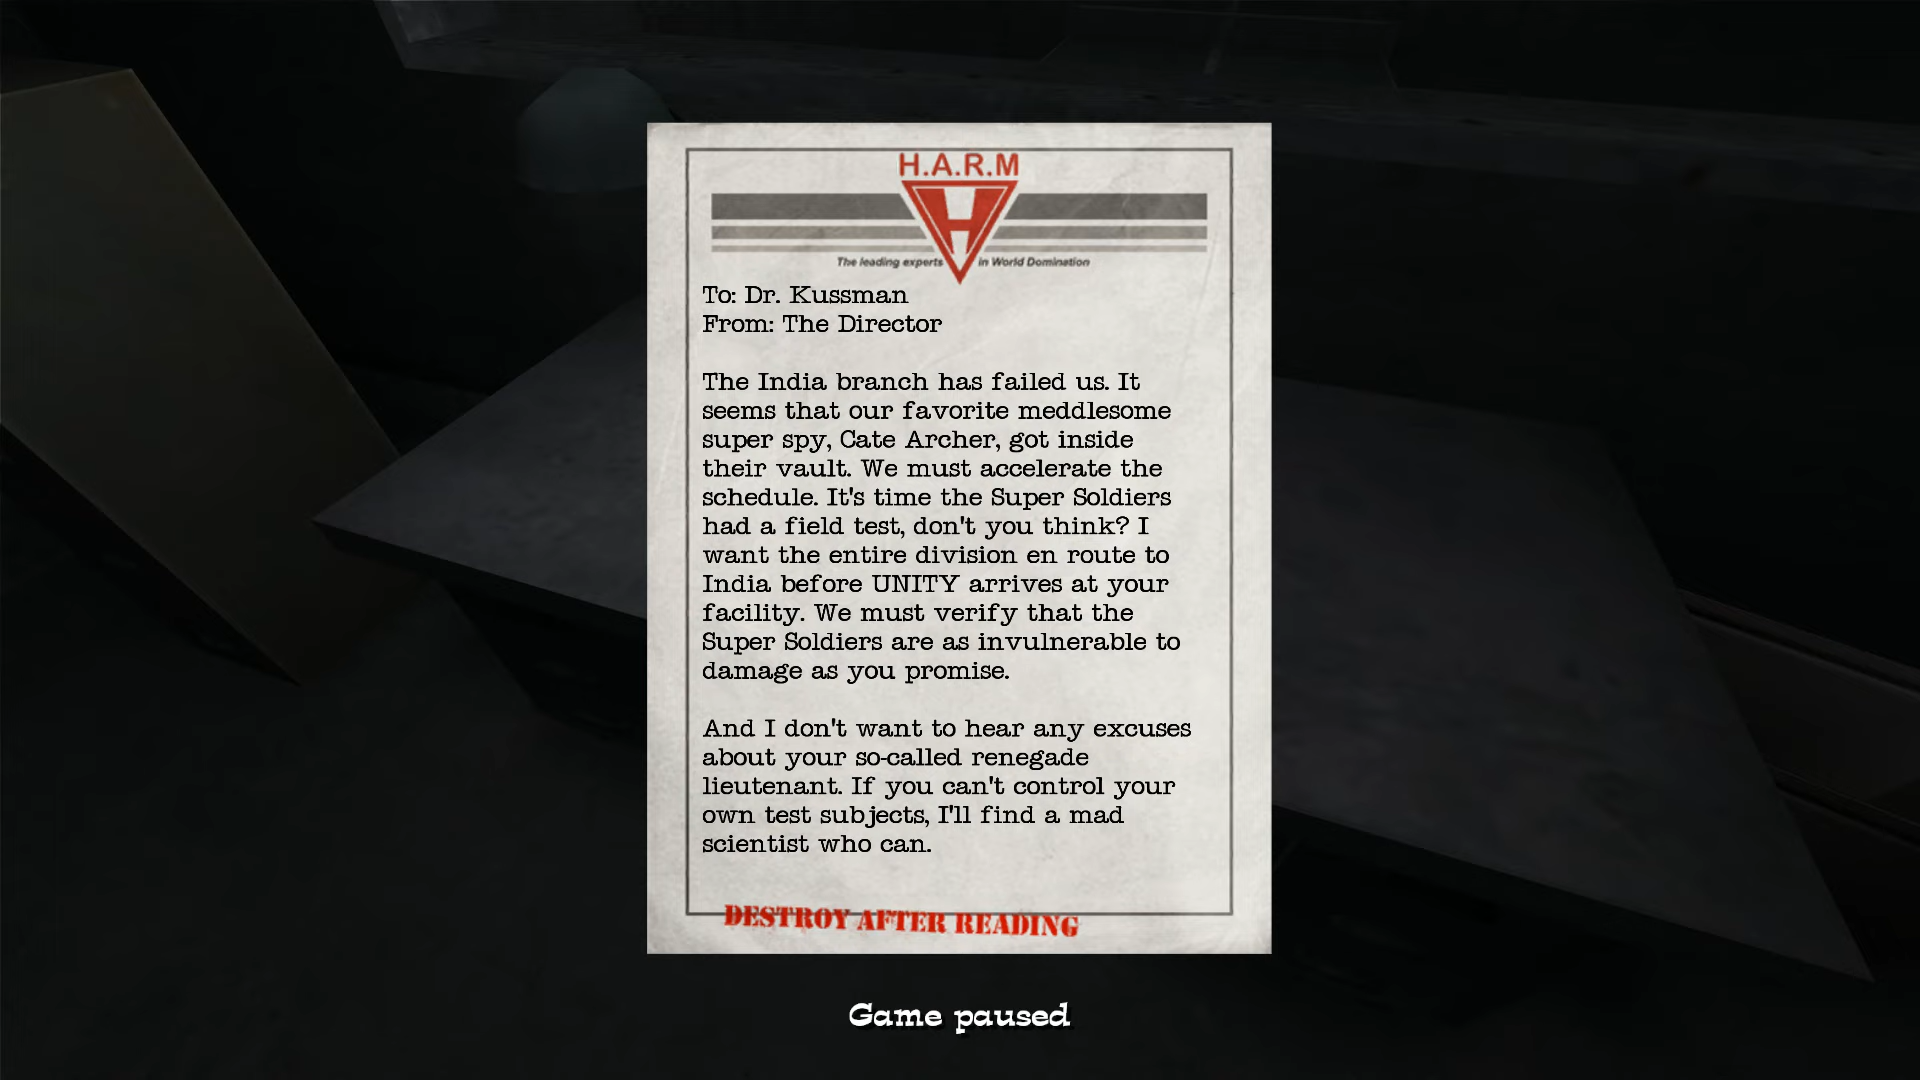 H.A.R.M
H
The leading experts in World Domination
To: Dr. Kussman
From: The Director
The India branch has failed us. It
seems that our favorite meddlesome
super spy, Cate Archer, got inside
their vault. We must accelerate the
schedule. It's time the Super Soldiers
had a field test, don't you think? I
want the entire division en route to
India before UNITY arrives at your
facility. We must verify that the
Super Soldiers are as invulnerable to
damage as you promise.
And I don't want to hear any excuses
about your so-called renegade
lieutenant. If you can't control your
own test subjects, I'll find a mad
scientist who can.
DESTROY AFTER READING
Game paused